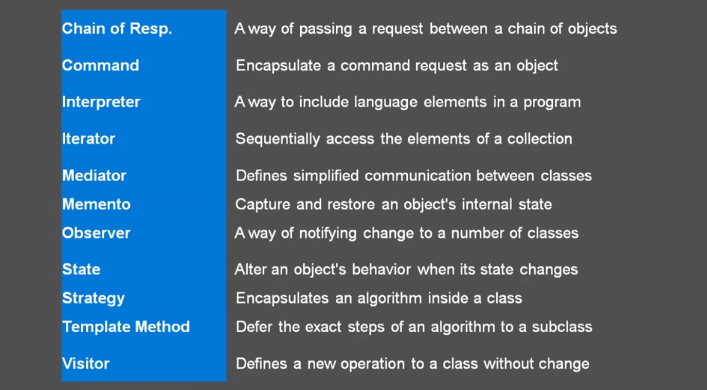 Chain of Resp. A way of passing a request between a chain of objects
Command Encapsulate a command request as an object
Interpreter A way to include language elements in a program
Iterator Sequentially access the elements of a collection
Mediator Defines simplified communication between classes
Memento Capture and restore an object's internal state
Observer A way of notifying change to a number of classes
State Alter an object's behavior when its state changes
Strategy Encapsulates an algorithm inside a class
Template Method Defer the exact steps of an algorithm to a subclass
Visitor Defines a new operation to a class without change